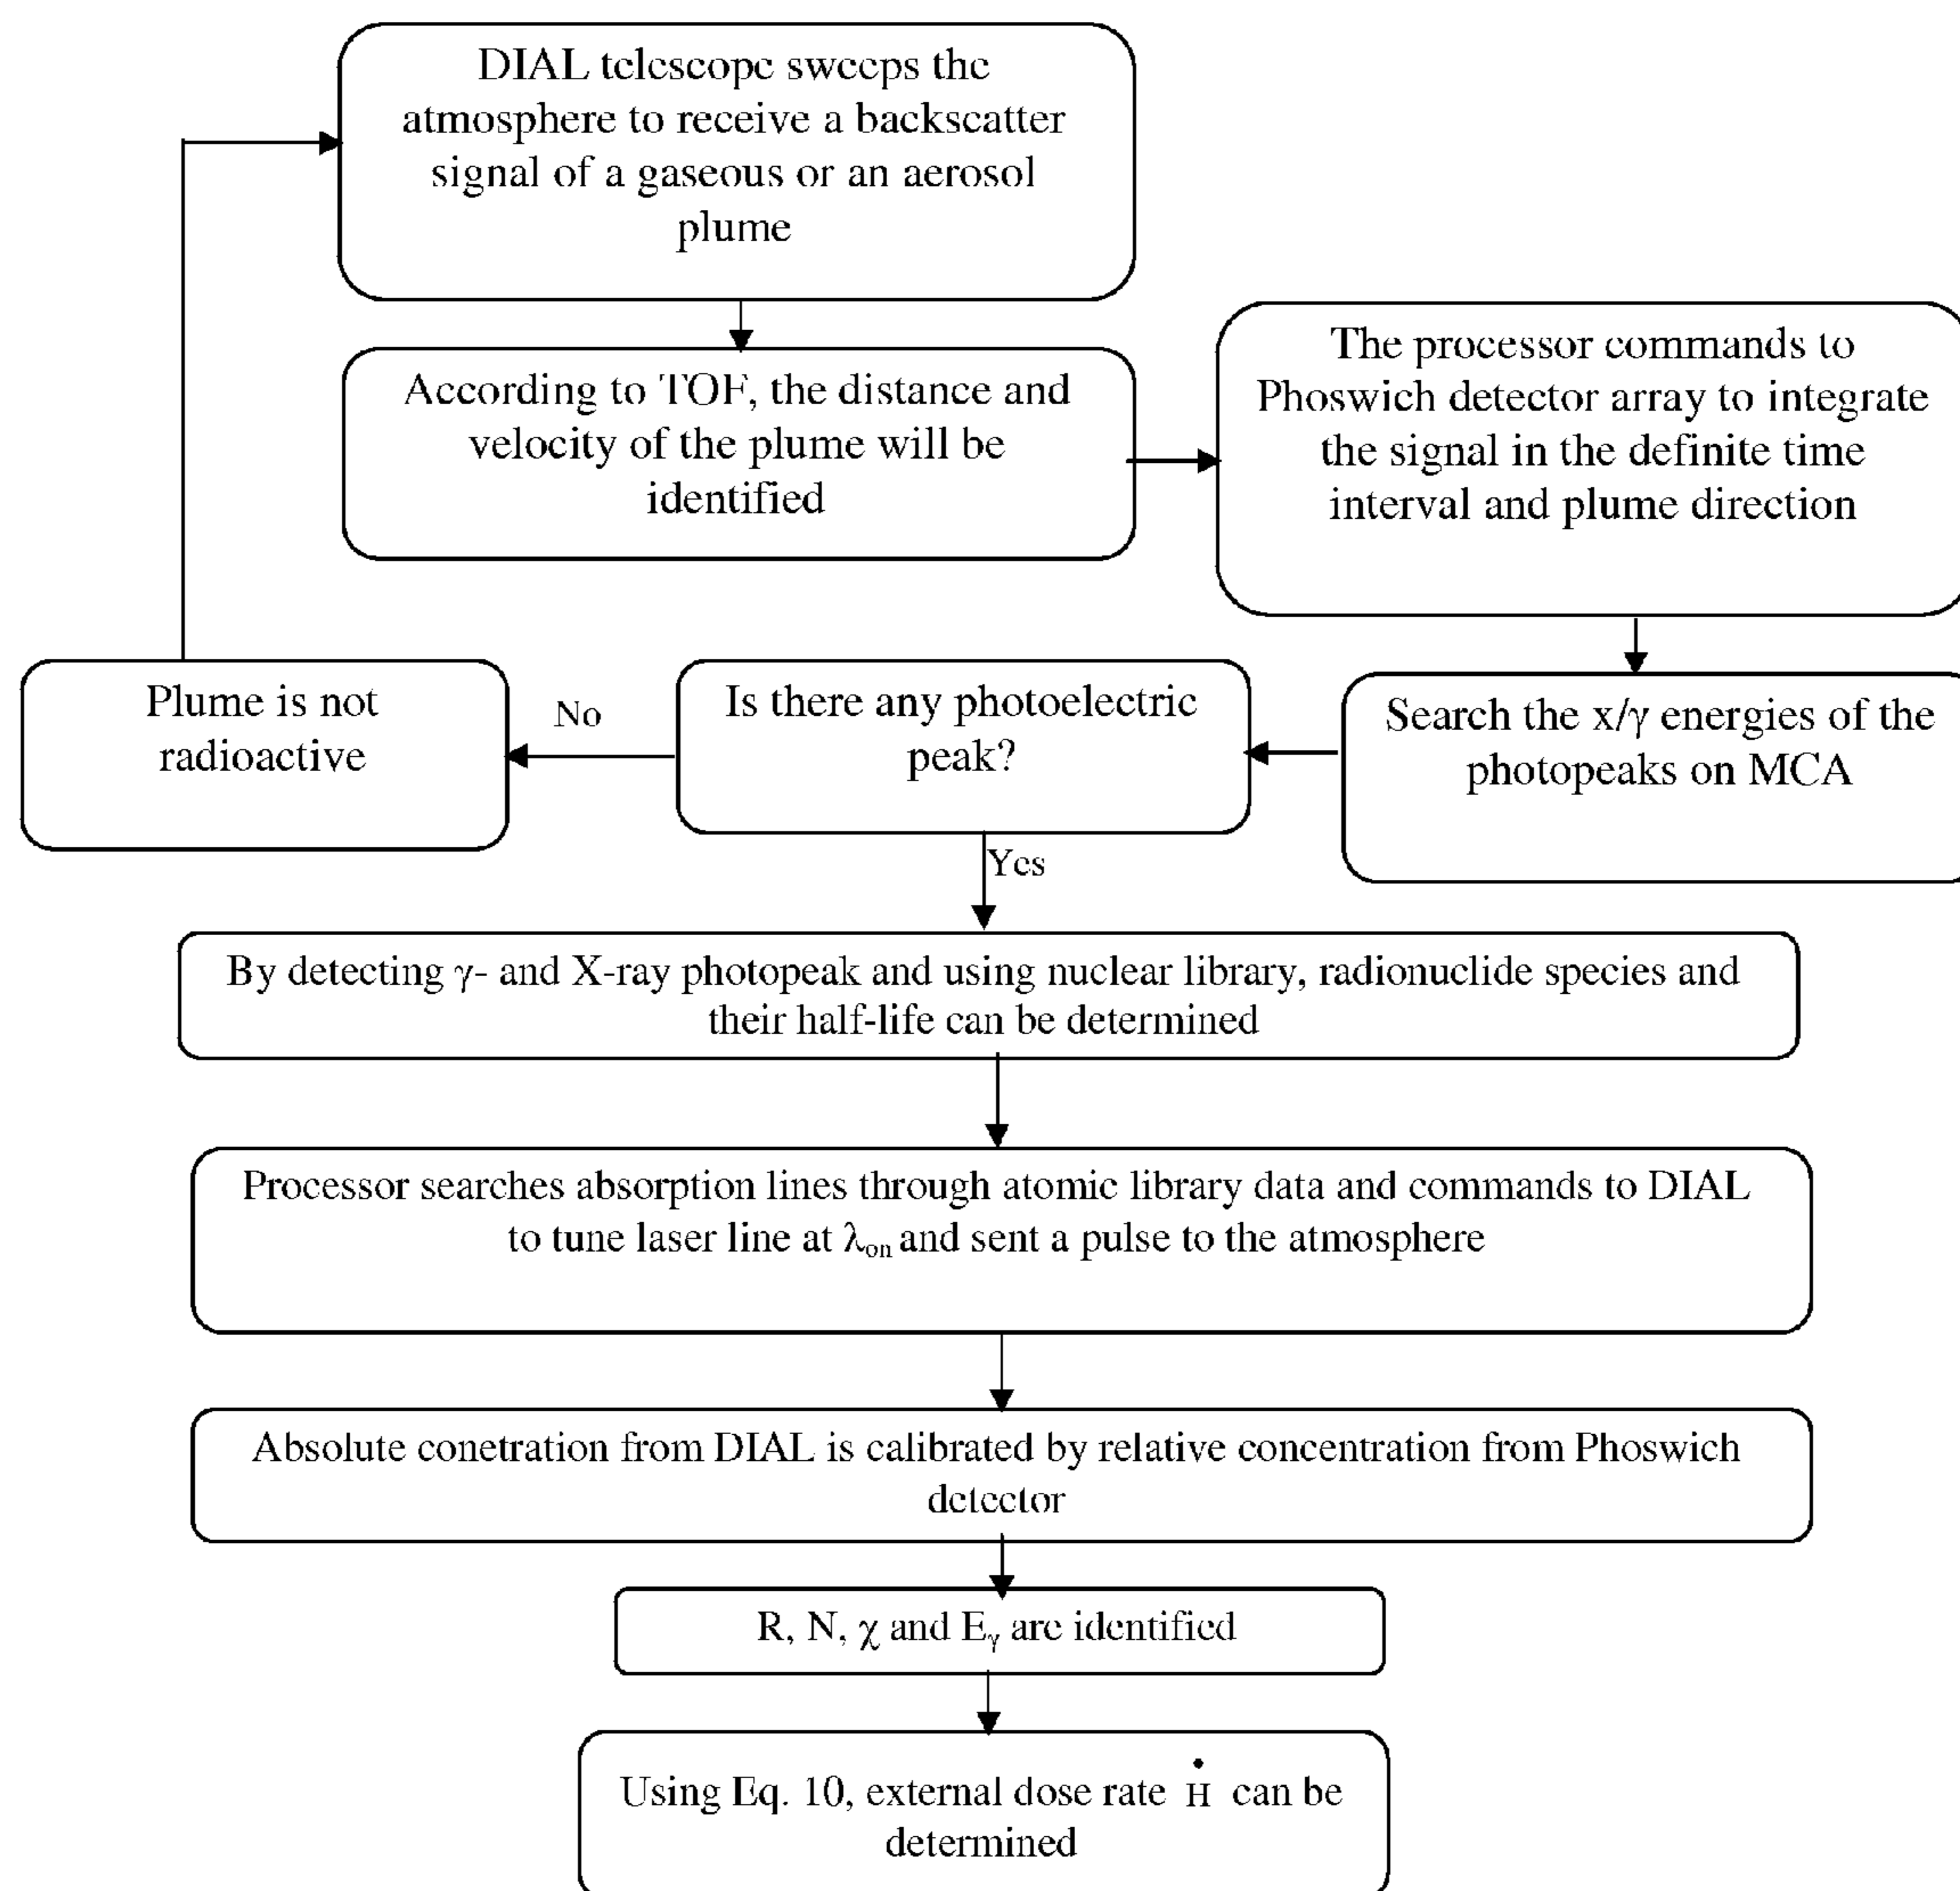 DIAL telescope sweeps the
atmosphere to receive a backscatter
signal of a gaseous or an aerosol
plume
According to TOF, the distance and
velocity of the plume will be
identified
The processor commands to
Phoswich detector array to integrate
the signal in the definite time
interval and plume direction
Search the x/γ energies of the
photopeaks on MCA
Is there any photoelectric
peak?
No
Plume is not
radioactive
Yes
By detecting γ- and X-ray photopeak and using nuclear library, radionuclide species and
their half-life can be determined
Processor searches absorption lines through atomic library data and commands to DIAL
to tune laser line at λon and sent a pulse to the atmosphere
Absolute conetration from DIAL is calibrated by relative concentration from Phoswich
detector
R, N, χ and Eγ are identified
Using Eq. 10, external dose rate Ḣ can be
determined